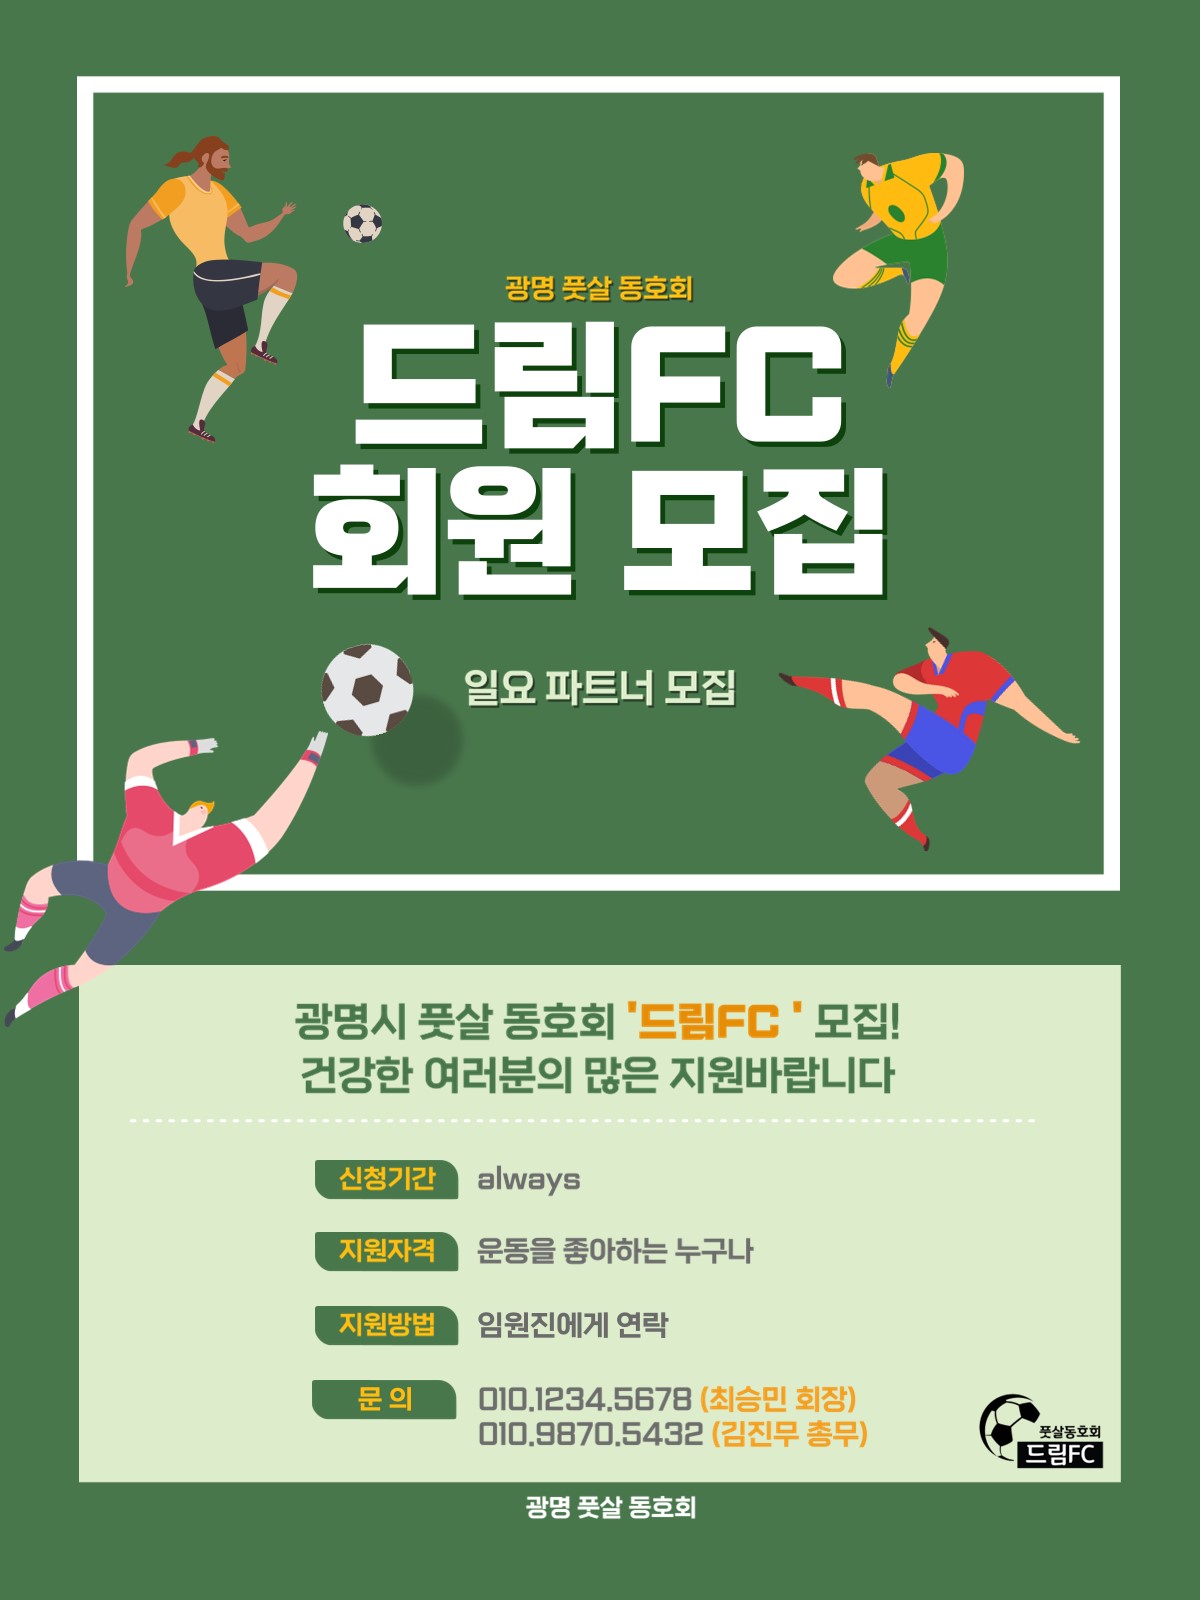 광명 풋살 동호회
드림FC
회원 모집
일요 파트너 모집
광명시 풋살 동호회 '드림FC ' 모집!
건강한 여러분의 많은 지원바랍니다
신청기간 always
지원자격 운동을 좋아하는 누구나
지원방법 임원진에게 연락
문 의 010.1234.5678 (최승민 회장)
010.9870.5432 (김진무 총무)
풋살동호회
드림FC
광명 풋살 동호회